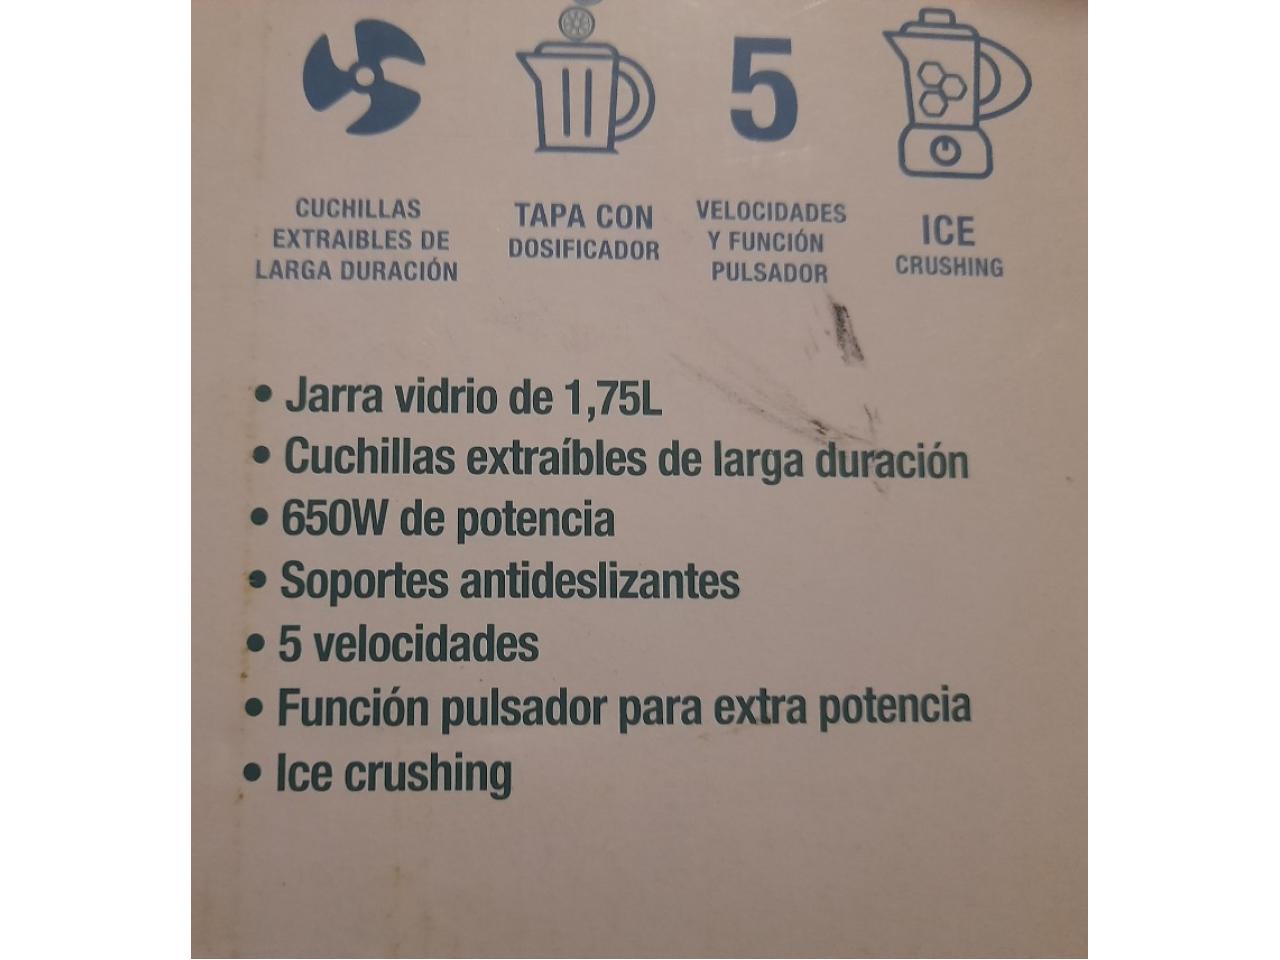 5
CUCHILLAS
EXTRAIBLES DE
LARGA DURACIÓN
TAPA CON
DOSIFICADOR
VELOCIDADES
Y FUNCIÓN
PULSADOR
ICE
CRUSHING
• Jarra vidrio de 1,75L
• Cuchillas extraíbles de larga duración
• 650W de potencia
• Soportes antideslizantes
• 5 velocidades
• Función pulsador para extra potencia
• Ice crushing